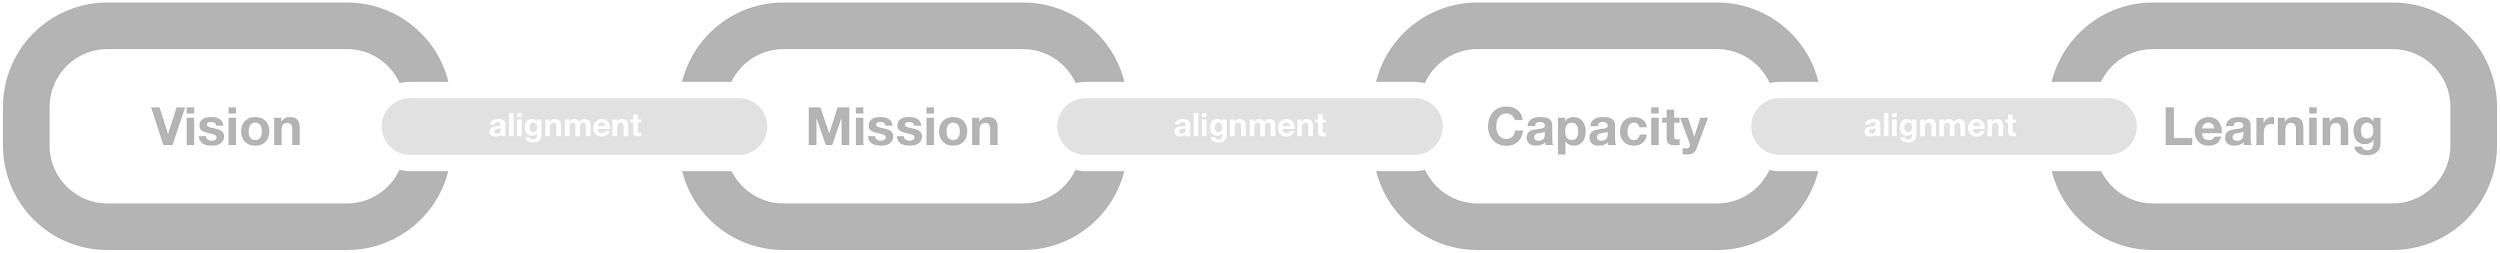 Vision
alignment
Mission
alignment
Capacity
alignment
Learning